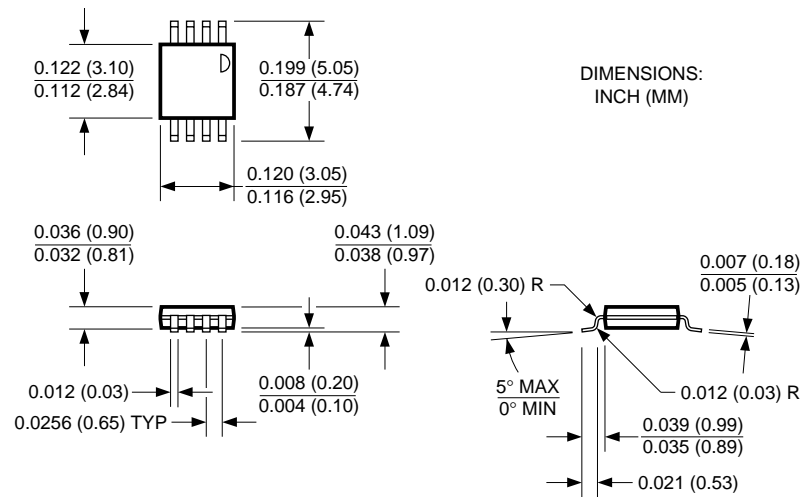 0.122 (3.10)
0.112 (2.84)
0.199 (5.05)
0.187 (4.74)
DIMENSIONS:
INCH (MM)
0.120 (3.05)
0.116 (2.95)
0.036 (0.90)
0.032 (0.81)
0.043 (1.09)
0.038 (0.97)
0.012 (0.03)
0.0256 (0.65) TYP
0.008 (0.20)
0.004 (0.10)
0.012 (0.30) R
0.007 (0.18)
0.005 (0.13)
5° MAX
0° MIN
0.012 (0.03) R
0.039 (0.99)
0.035 (0.89)
0.021 (0.53)